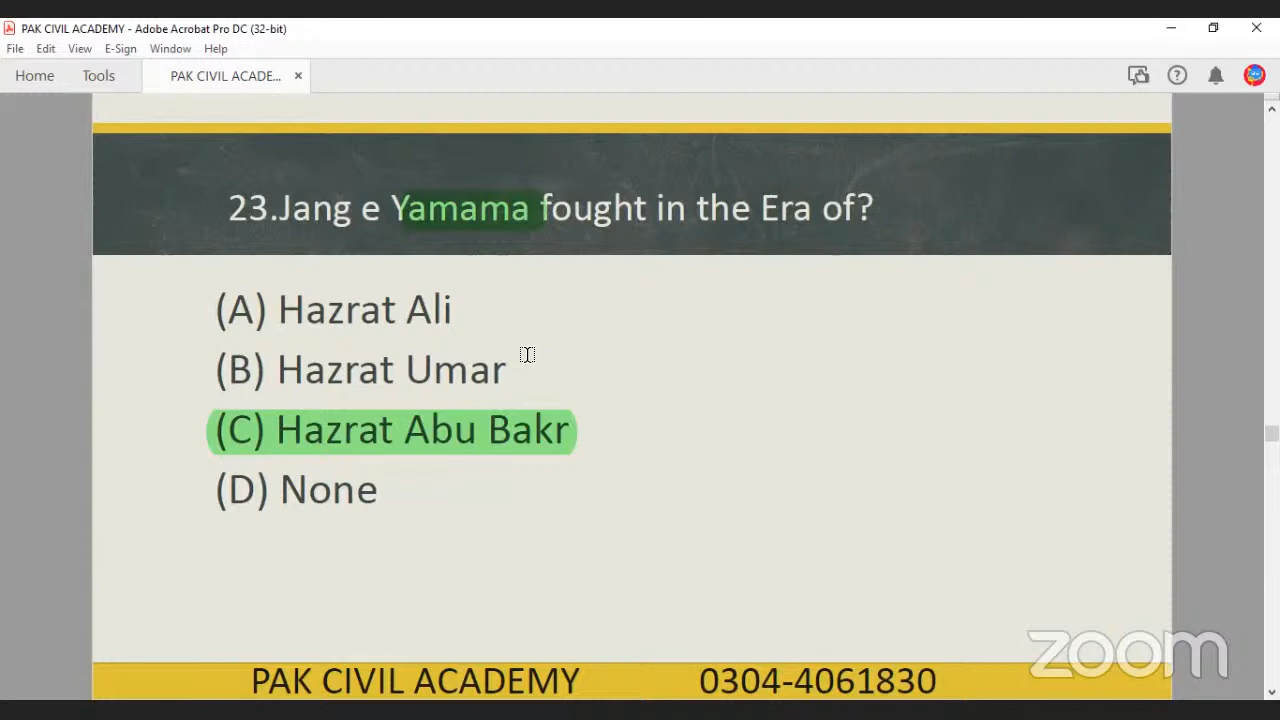 PAK CIVIL ACADEMY - Adobe Acrobat Pro DC (32-bit)
File Edit View E-Sign Window Help
Home Tools PAK CIVIL ACADE... ×
23.Jang e Yamama fought in the Era of?
(A) Hazrat Ali
(B) Hazrat Umar
(C) Hazrat Abu Bakr
(D) None
zoom
PAK CIVIL ACADEMY 0304-4061830